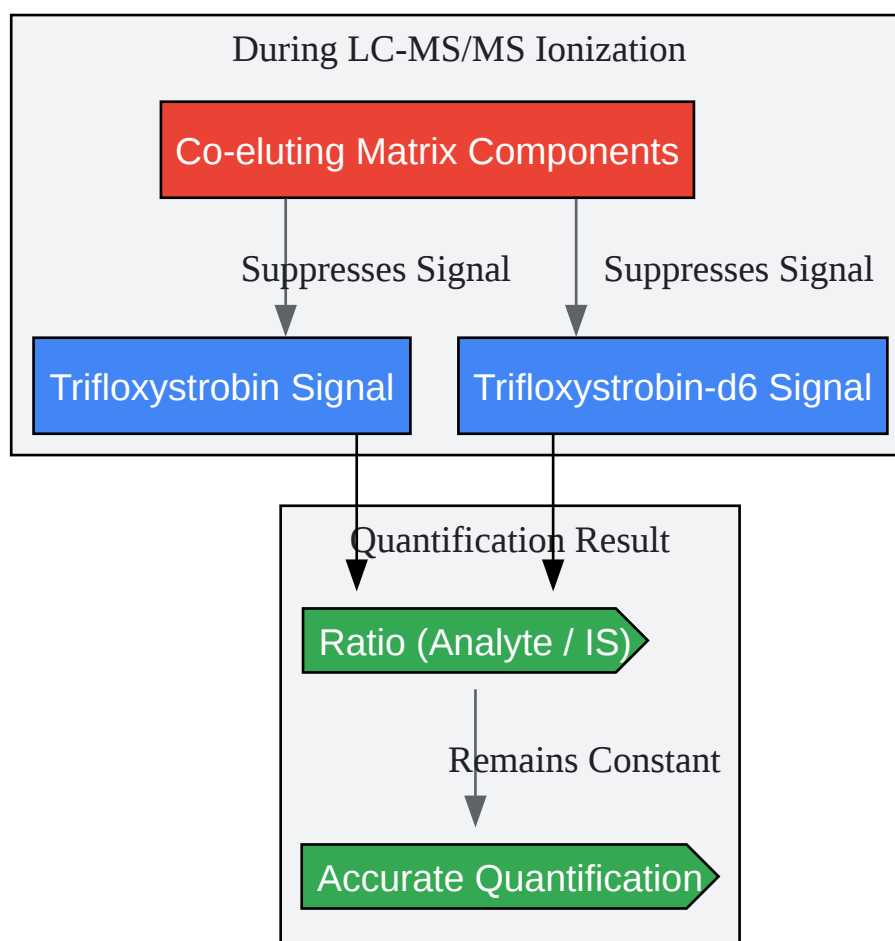 During LC-MS/MS Ionization
Co-eluting Matrix Components
Suppresses Signal
Suppresses Signal
Trifloxystrobin Signal
Trifloxystrobin-d6 Signal
Quantification Result
Ratio (Analyte / IS)
Remains Constant
Accurate Quantification